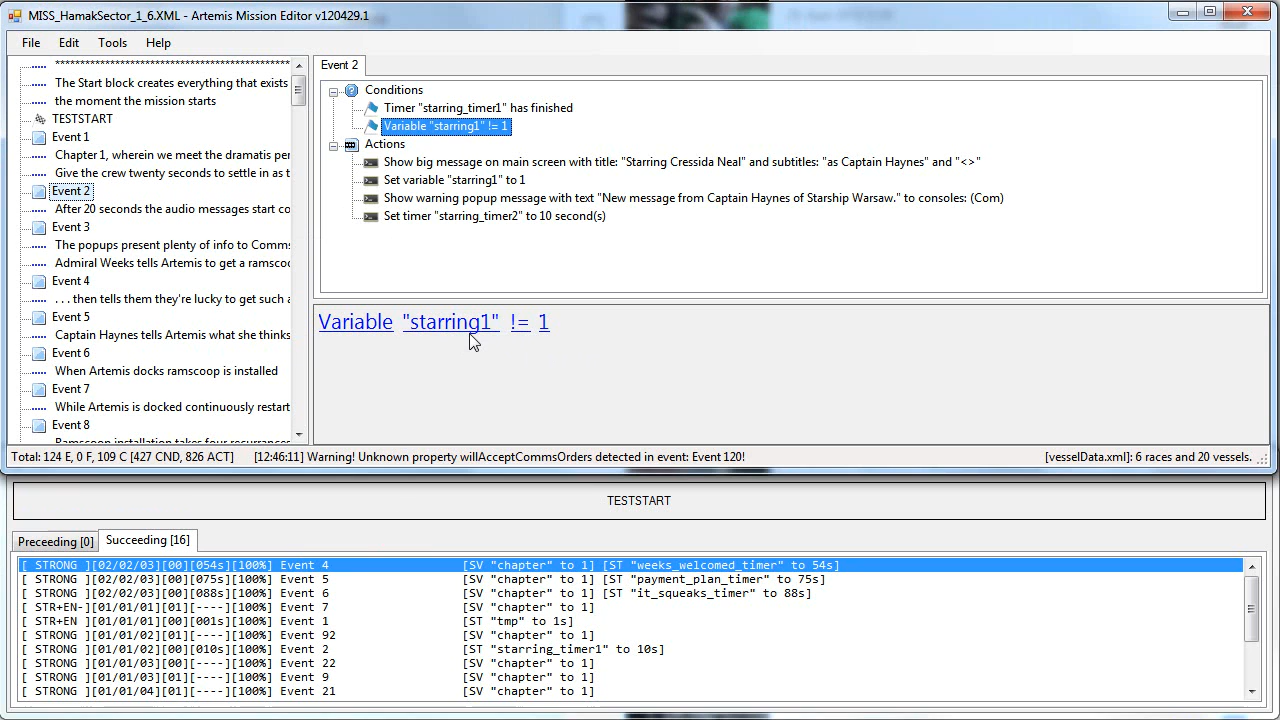 MISS_HamakSector_1_6.XML - Artemis Mission Editor v120429.1
File Edit Tools Help
*****************************************
The Start block creates everything that exists
the moment the mission starts
TESTSTART
Event 1
Chapter 1, wherein we meet the dramatis per
Give the crew twenty seconds to settle in as t
Event 2
After 20 seconds the audio messages start co
Event 3
The popups present plenty of info to Comms
Admiral Weeks tells Artemis to get a ramscoo
Event 4
. . . then tells them they're lucky to get such a
Event 5
Captain Haynes tells Artemis what she thinks
Event 6
When Artemis docks ramscoop is installed
Event 7
While Artemis is docked continuously restart
Event 8
Ramscoop installation takes four recurrances
Event 2
Conditions
Timer "starring_timer1" has finished
Variable "starring1" != 1
Actions
Show big message on main screen with title: "Starring Cressida Neal" and subtitles: "as Captain Haynes" and "<>"
Set variable "starring1" to 1
Show warning popup message with text "New message from Captain Haynes of Starship Warsaw." to consoles: (Com)
Set timer "starring_timer2" to 10 second(s)
Variable "starring1" != 1
Total: 124 E, 0 F, 109 C [427 CND, 826 ACT] [12:46:11] Warning! Unknown property willAcceptCommsOrders detected in event: Event 120! [vesselData.xml]: 6 races and 20 vessels.
TESTSTART
Preceeding [0] Succeeding [16]
[ STRONG ][02/02/03][00][054s][100%] Event 4 [SV "chapter" to 1] [ST "weeks_welcomed_timer" to 54s]
[ STRONG ][02/02/03][00][075s][100%] Event 5 [SV "chapter" to 1] [ST "payment_plan_timer" to 75s]
[ STRONG ][02/02/03][00][088s][100%] Event 6 [SV "chapter" to 1] [ST "it_squeaks_timer" to 88s]
[ STR+EN-][01/01/01][01][----][100%] Event 7 [SV "chapter" to 1]
[ STR+EN ][01/01/01][00][001s][100%] Event 1 [ST "tmp" to 1s]
[ STRONG ][01/01/02][01][----][100%] Event 92 [SV "chapter" to 1]
[ STRONG ][01/01/02][00][010s][100%] Event 2 [ST "starring_timer1" to 10s]
[ STRONG ][01/01/03][00][----][100%] Event 22 [SV "chapter" to 1]
[ STRONG ][01/01/03][00][----][100%] Event 9 [SV "chapter" to 1]
[ STRONG ][01/01/04][01][----][100%] Event 21 [SV "chapter" to 1]